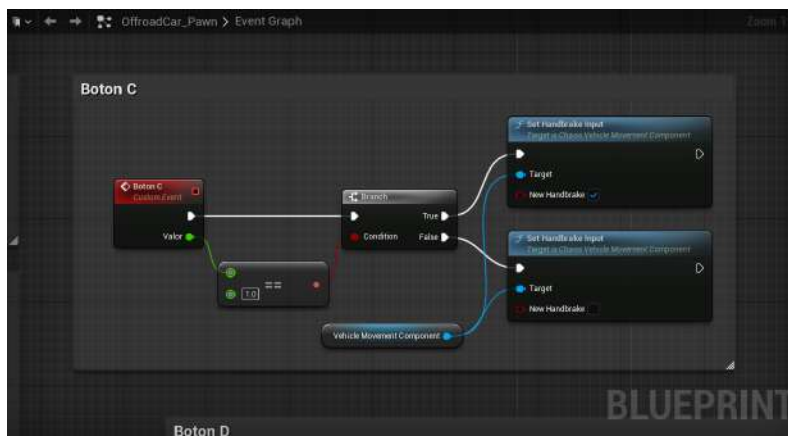 OffroadCar_Pawn > Event Graph
Zoom
Boton C
Boton C
Custom Event
Valor
==
1.0
Branch
Condition
True
False
Vehicle Movement Component
Set Handbrake Input
Target is Chaos Vehicle Movement Component
Target
New Handbrake
Set Handbrake Input
Target is Chaos Vehicle Movement Component
Target
New Handbrake
BLUEPRINT
Boton D